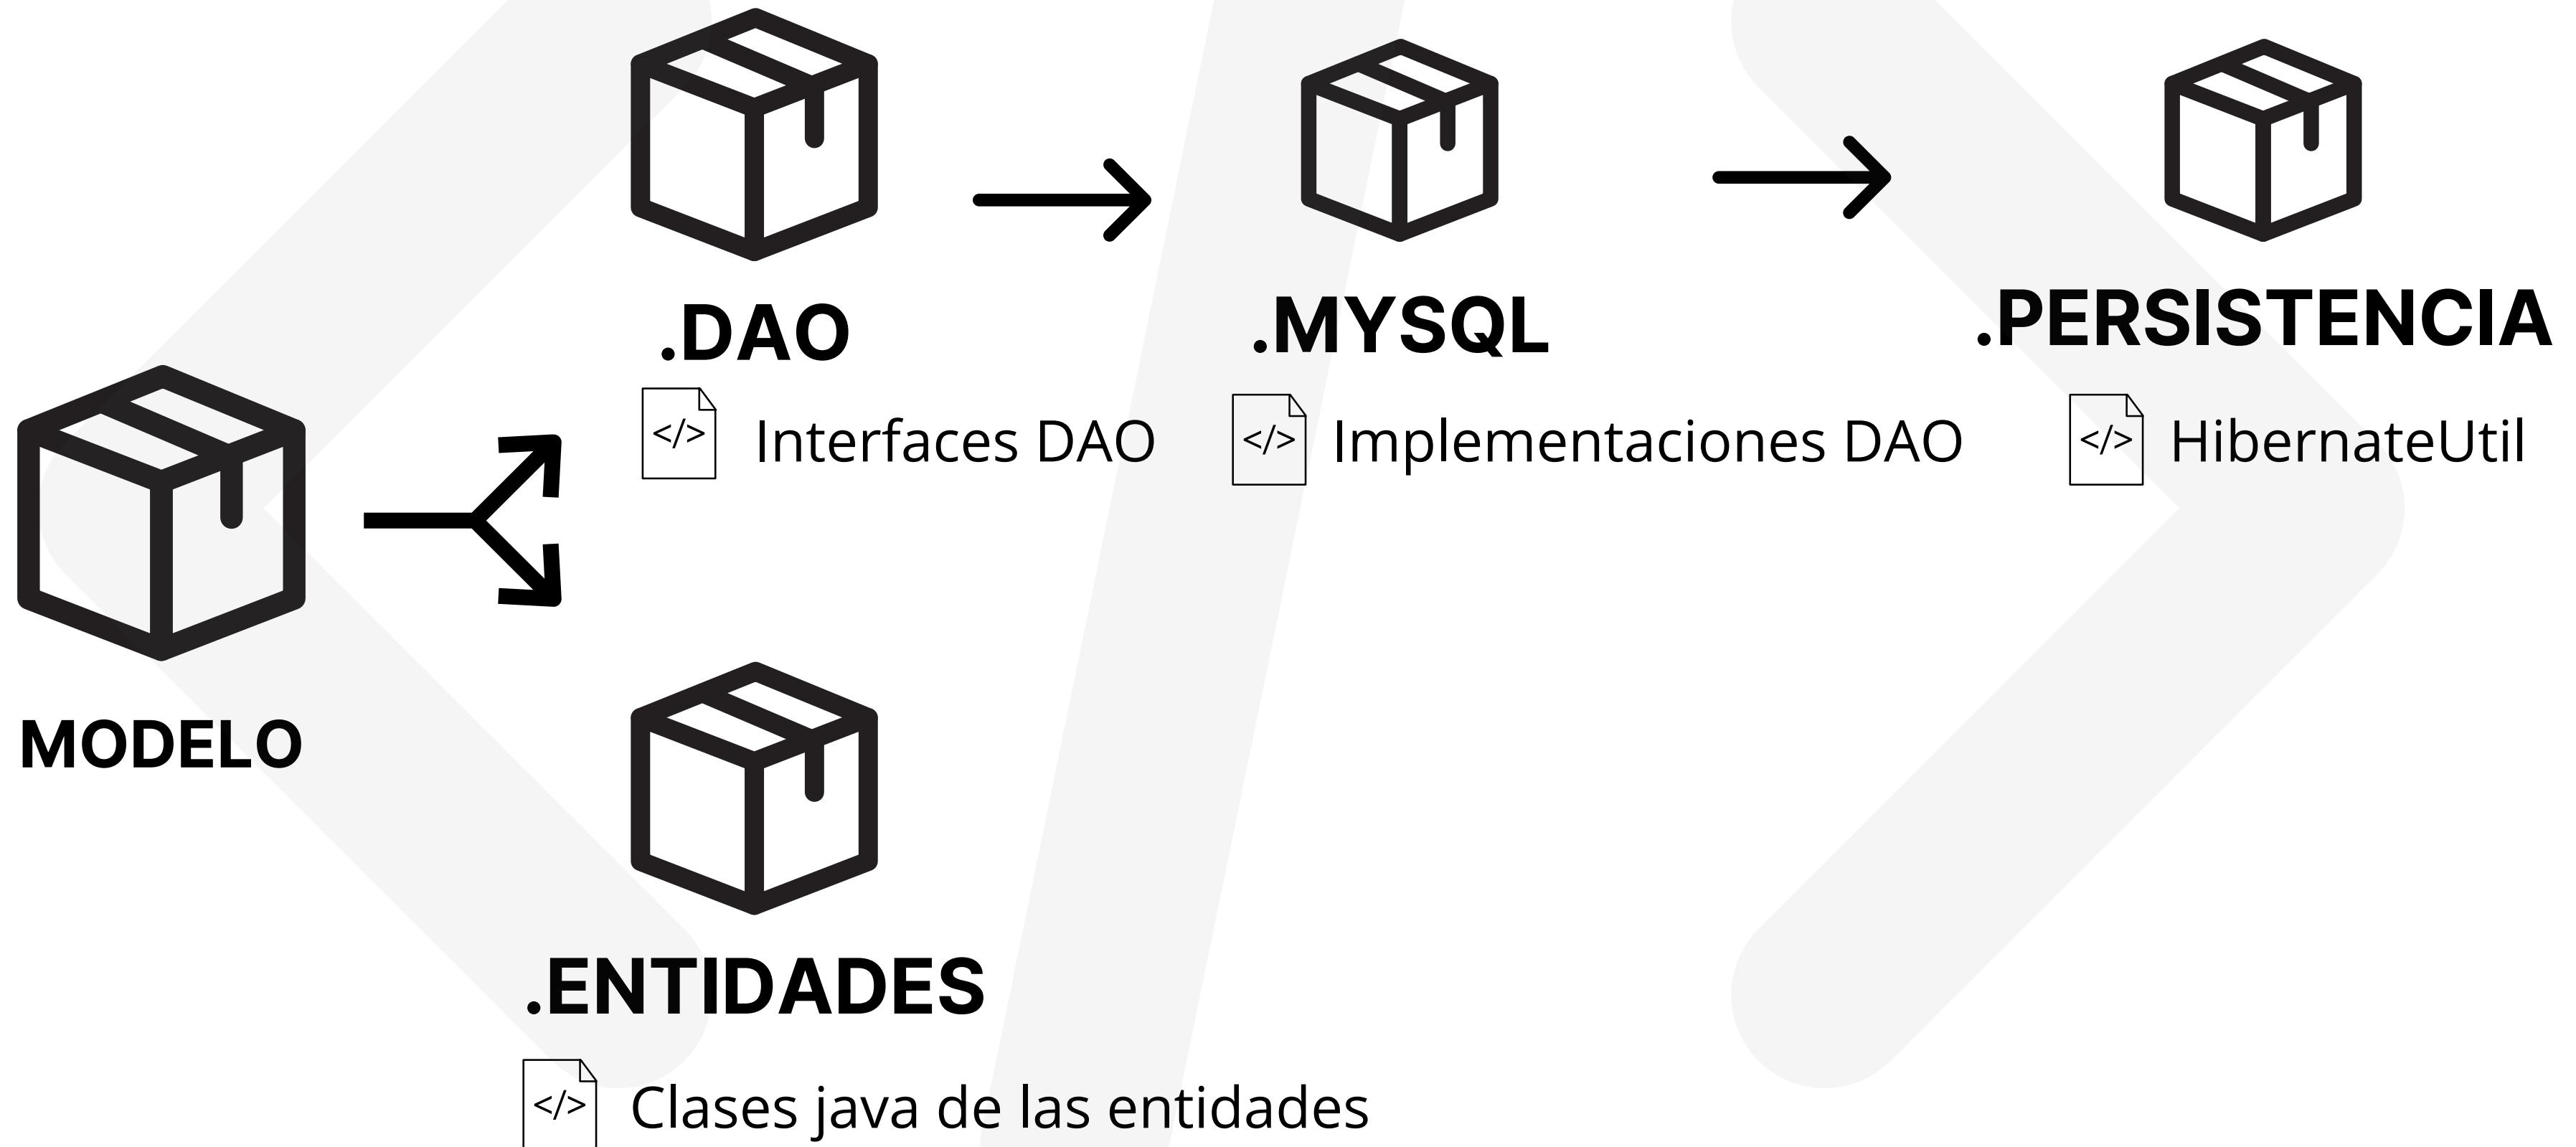 .DAO
</> Interfaces DAO
.MYSQL
</> Implementaciones DAO
.PERSISTENCIA
</> HibernateUtil
MODELO
.ENTIDADES
</> Clases java de las entidades